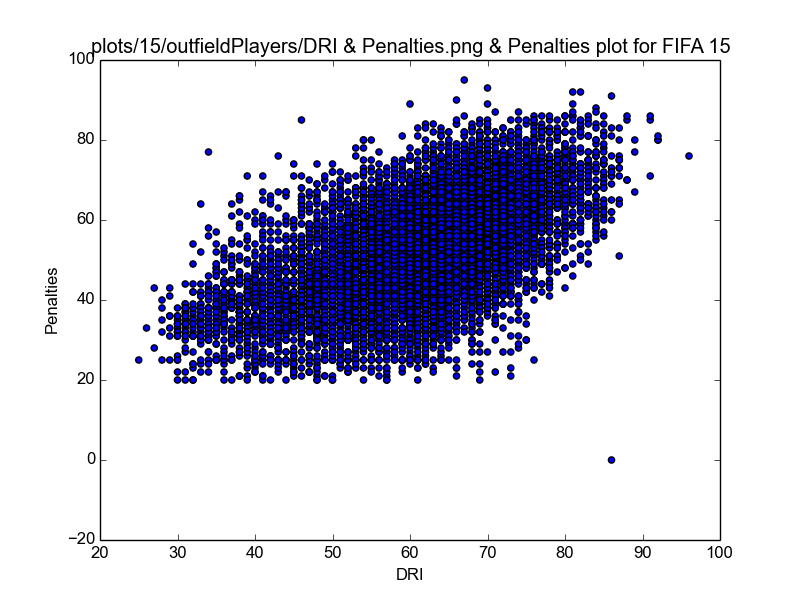 plots/15/outfieldPlayers/DRI & Penalties.png & Penalties plot for FIFA 15
100
80
60
40
20
0
−20
Penalties
20 30 40 50 60 70 80 90 100
DRI